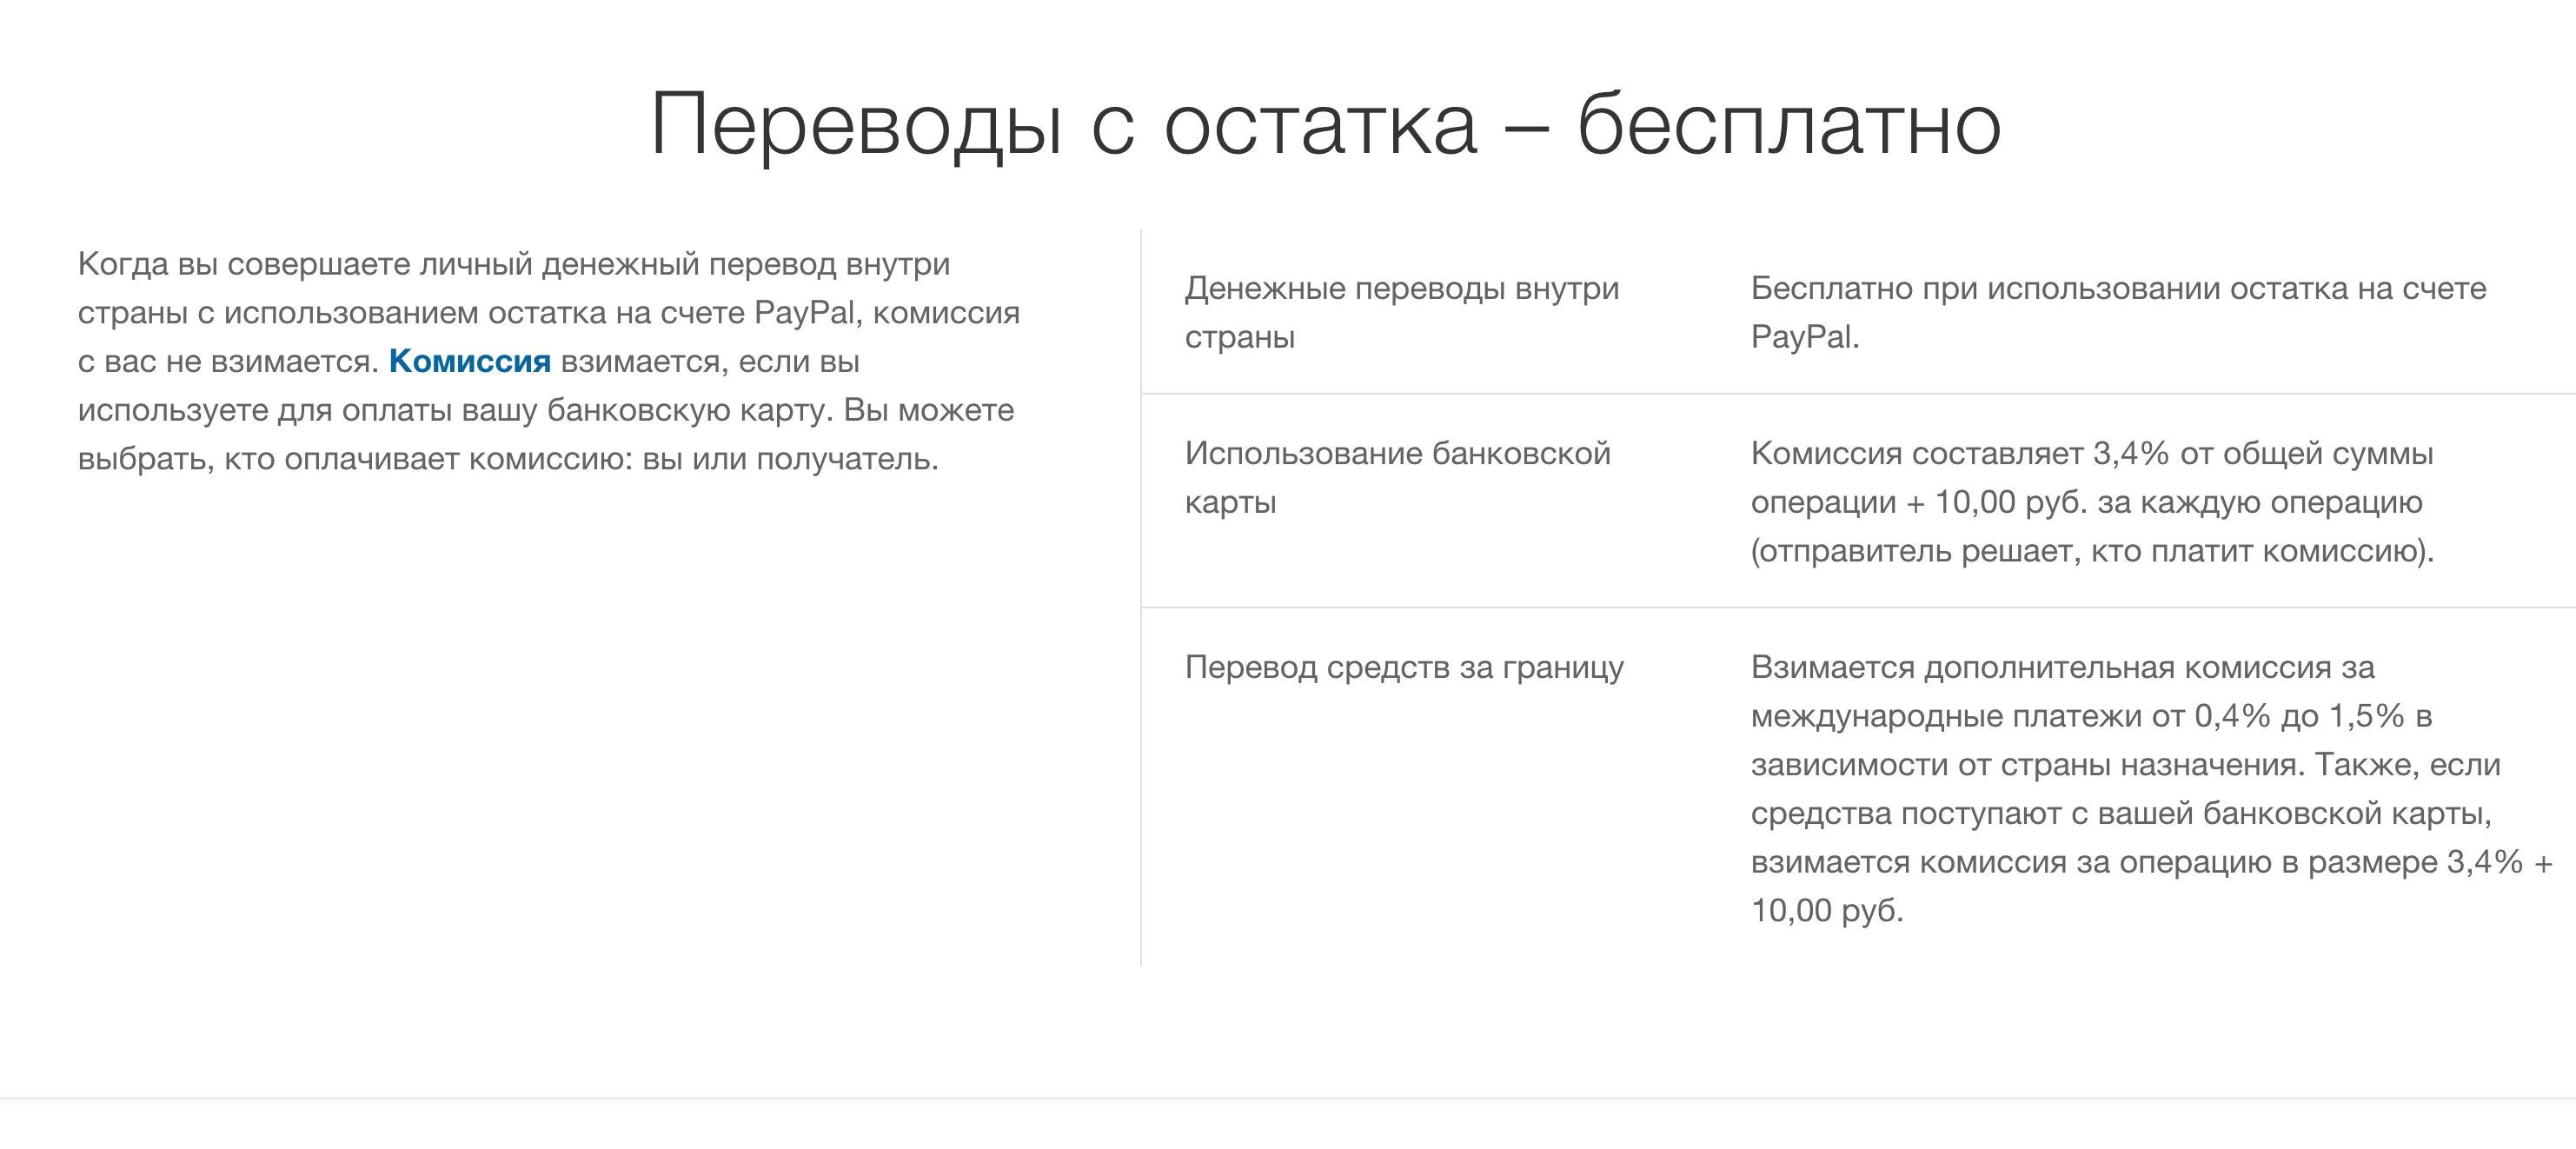 Переводы с остатка – бесплатно
Когда вы совершаете личный денежный перевод внутри
страны с использованием остатка на счете PayPal, комиссия
с вас не взимается. Комиссия взимается, если вы
используете для оплаты вашу банковскую карту. Вы можете
выбрать, кто оплачивает комиссию: вы или получатель.
Денежные переводы внутри
страны
Бесплатно при использовании остатка на счете
PayPal.
Использование банковской
карты
Комиссия составляет 3,4% от общей суммы
операции + 10,00 руб. за каждую операцию
(отправитель решает, кто платит комиссию).
Перевод средств за границу
Взимается дополнительная комиссия за
международные платежи от 0,4% до 1,5% в
зависимости от страны назначения. Также, если
средства поступают с вашей банковской карты,
взимается комиссия за операцию в размере 3,4% +
10,00 руб.